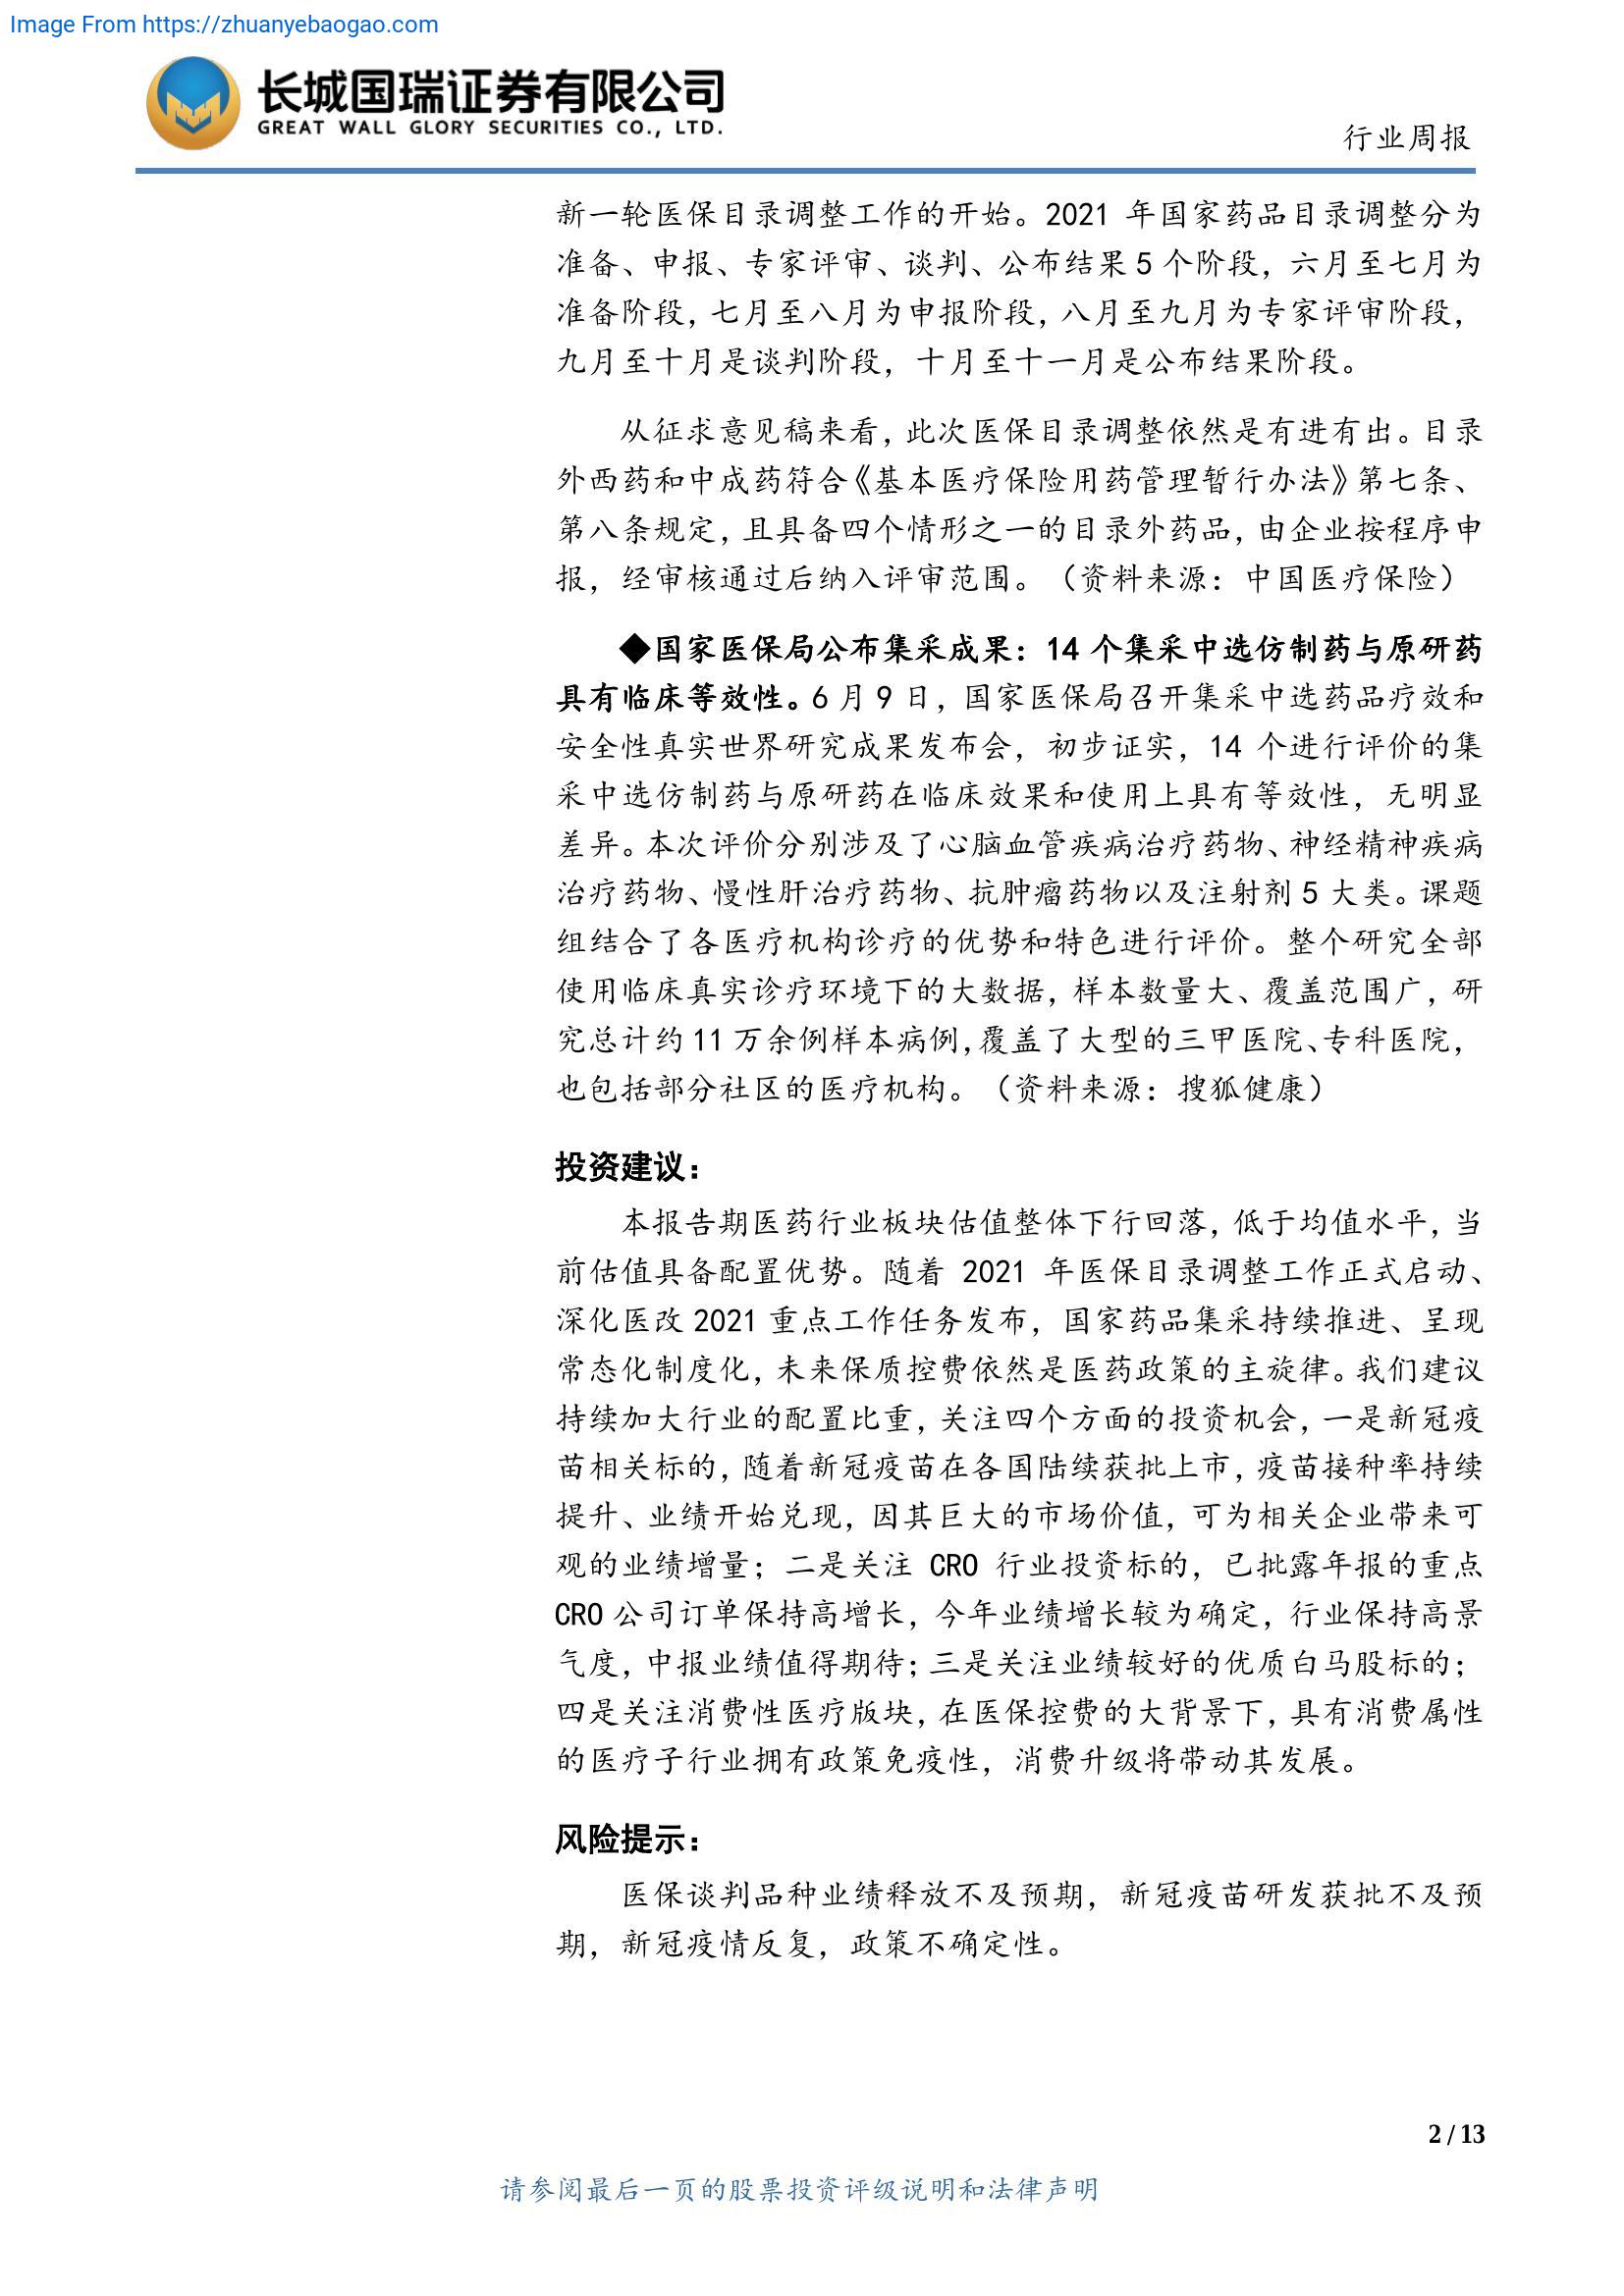 Image From https://zhuanyebaogao.com
长城国瑞证券有限公司
GREAT WALL GLORY SECURITIES CO., LTD.
行业周报
新一轮医保目录调整工作的开始。2021 年国家药品目录调整分为
准备、申报、专家评审、谈判、公布结果 5 个阶段，六月至七月为
准备阶段，七月至八月为申报阶段，八月至九月为专家评审阶段，
九月至十月是谈判阶段，十月至十一月是公布结果阶段。
从征求意见稿来看，此次医保目录调整依然是有进有出。目录
外西药和中成药符合《基本医疗保险用药管理暂行办法》第七条、
第八条规定，且具备四个情形之一的目录外药品，由企业按程序申
报，经审核通过后纳入评审范围。（资料来源：中国医疗保险）
◆国家医保局公布集采成果：14 个集采中选仿制药与原研药
具有临床等效性。6 月 9 日，国家医保局召开集采中选药品疗效和
安全性真实世界研究成果发布会，初步证实，14 个进行评价的集
采中选仿制药与原研药在临床效果和使用上具有等效性，无明显
差异。本次评价分别涉及了心脑血管疾病治疗药物、神经精神疾病
治疗药物、慢性肝治疗药物、抗肿瘤药物以及注射剂 5 大类。课题
组结合了各医疗机构诊疗的优势和特色进行评价。整个研究全部
使用临床真实诊疗环境下的大数据，样本数量大、覆盖范围广，研
究总计约 11 万余例样本病例，覆盖了大型的三甲医院、专科医院，
也包括部分社区的医疗机构。（资料来源：搜狐健康）
投资建议：
本报告期医药行业板块估值整体下行回落，低于均值水平，当
前估值具备配置优势。随着 2021 年医保目录调整工作正式启动、
深化医改 2021 重点工作任务发布，国家药品集采持续推进、呈现
常态化制度化，未来保质控费依然是医药政策的主旋律。我们建议
持续加大行业的配置比重，关注四个方面的投资机会，一是新冠疫
苗相关标的，随着新冠疫苗在各国陆续获批上市，疫苗接种率持续
提升、业绩开始兑现，因其巨大的市场价值，可为相关企业带来可
观的业绩增量；二是关注 CRO 行业投资标的，已批露年报的重点
CRO 公司订单保持高增长，今年业绩增长较为确定，行业保持高景
气度，中报业绩值得期待；三是关注业绩较好的优质白马股标的；
四是关注消费性医疗版块，在医保控费的大背景下，具有消费属性
的医疗子行业拥有政策免疫性，消费升级将带动其发展。
风险提示：
医保谈判品种业绩释放不及预期，新冠疫苗研发获批不及预
期，新冠疫情反复，政策不确定性。
2 / 13
请参阅最后一页的股票投资评级说明和法律声明